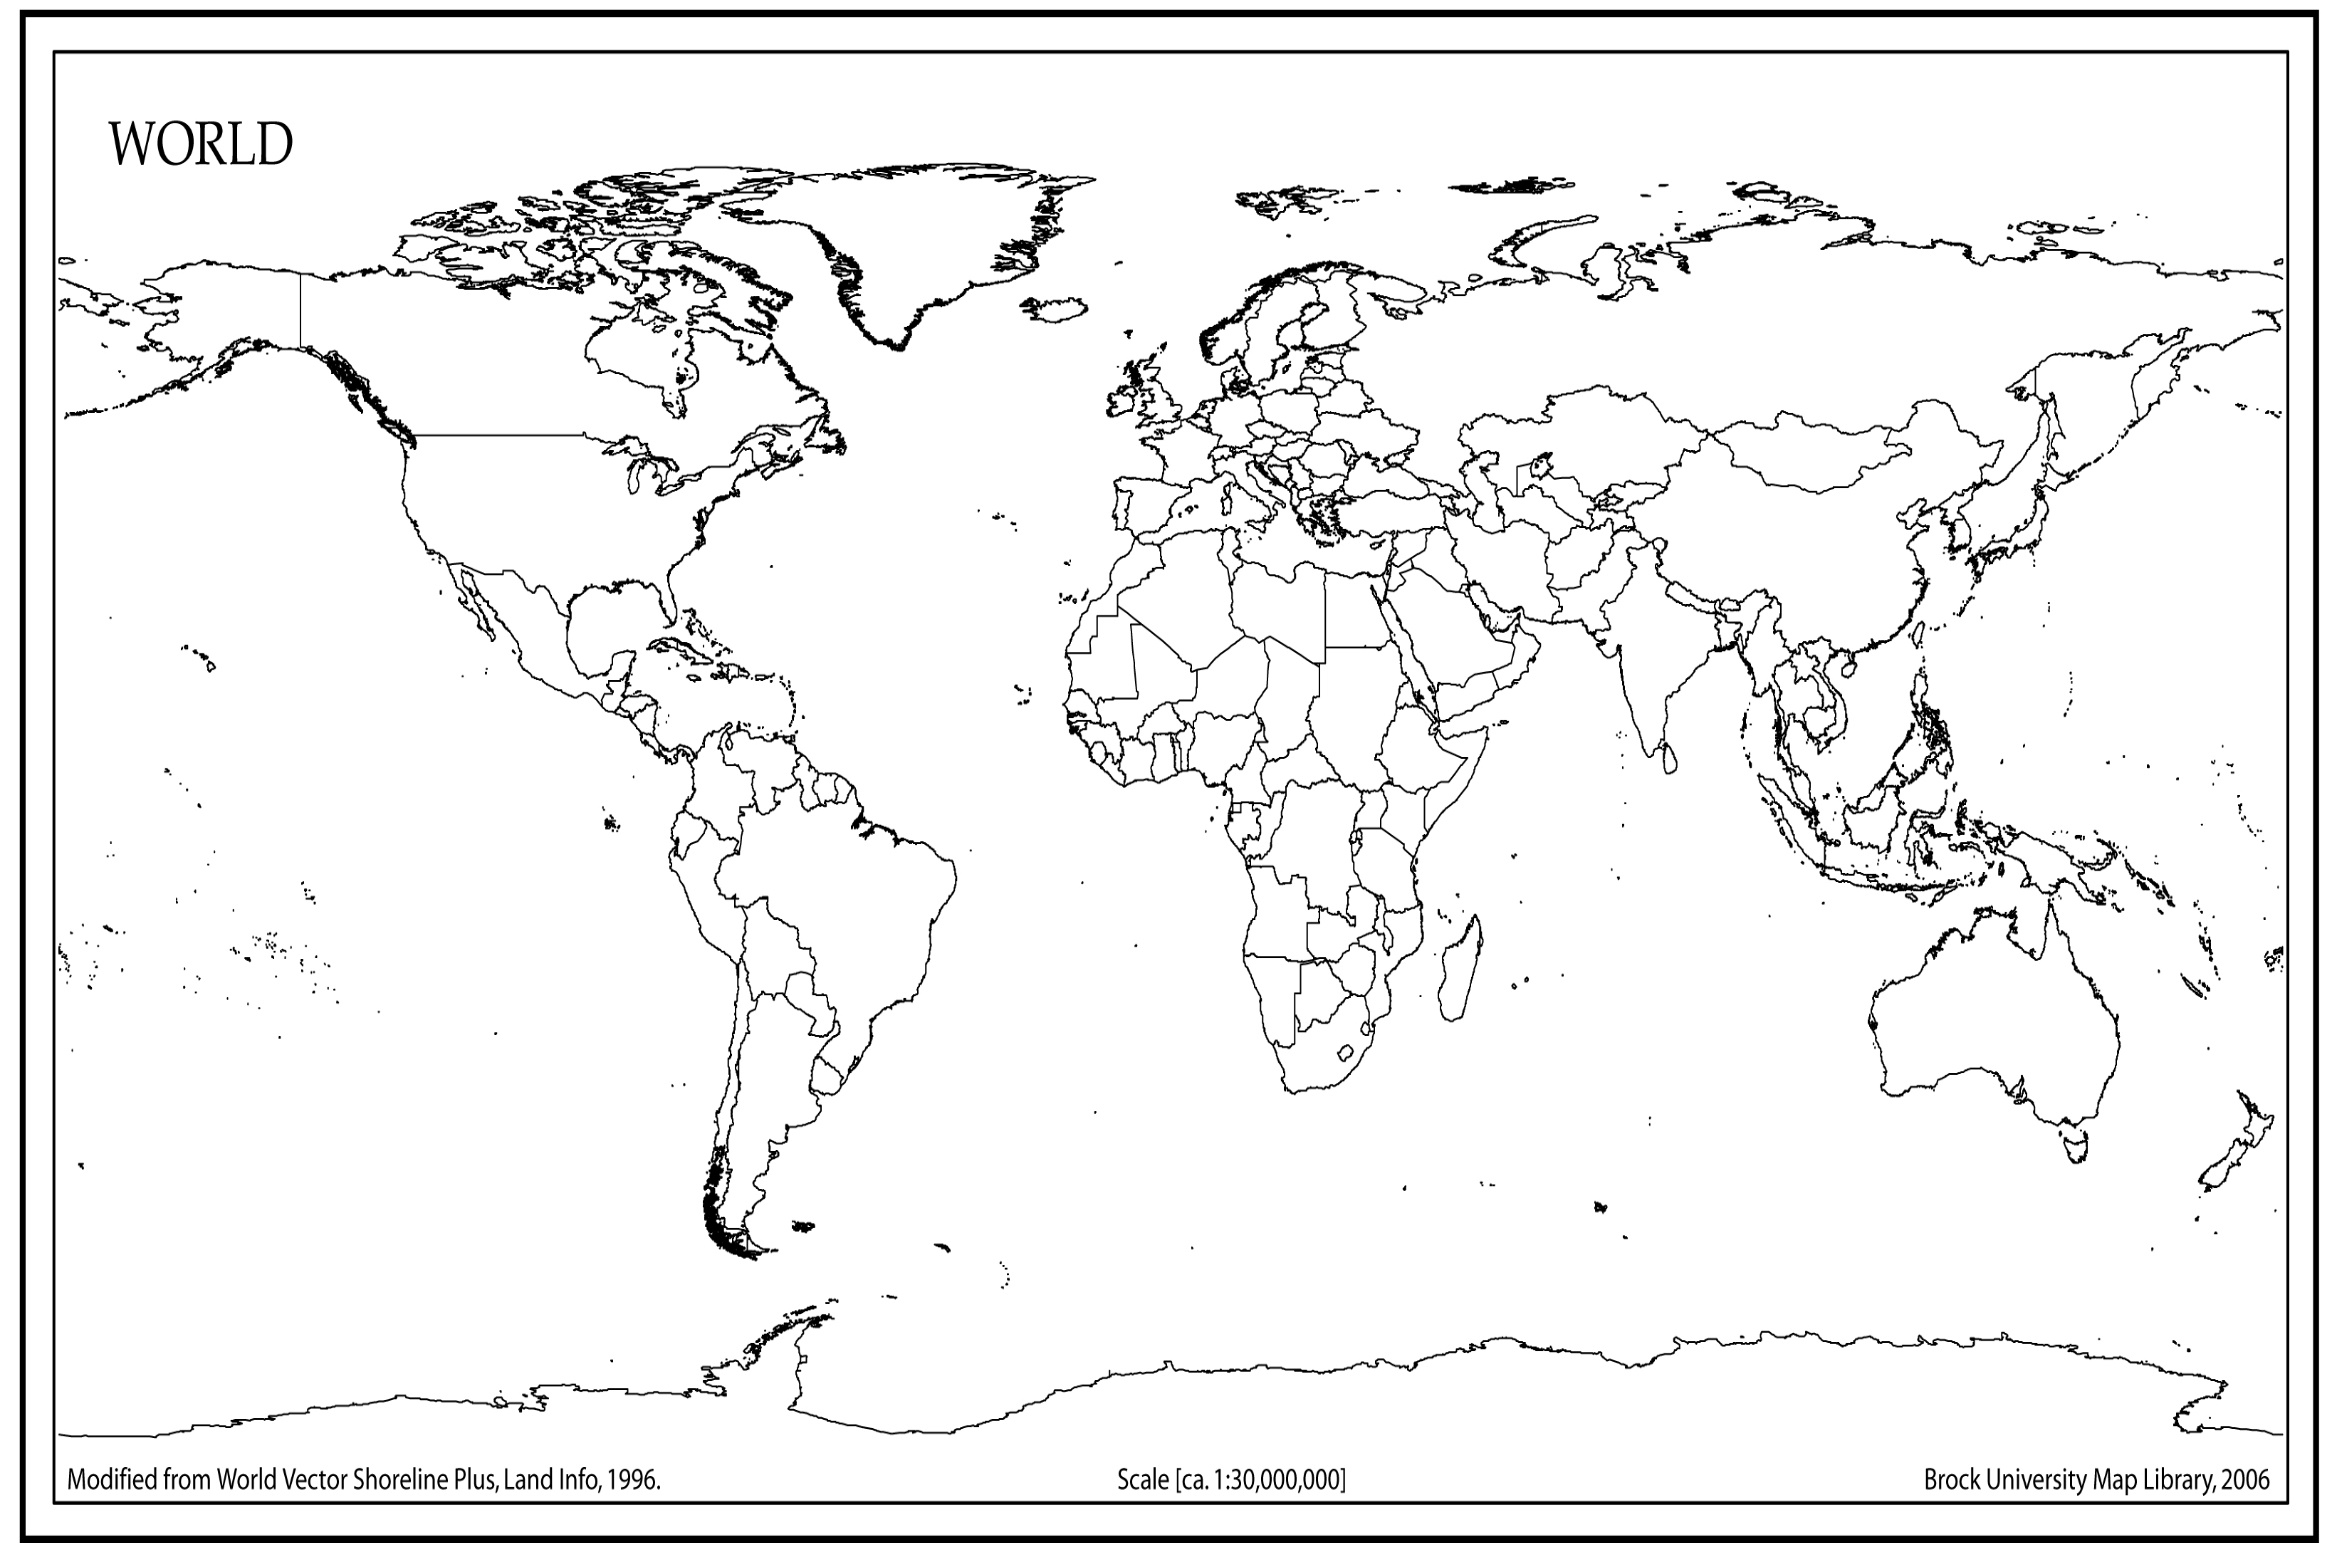 WORLD
Modified from World Vector Shoreline Plus, Land Info, 1996.
Scale [ca. 1:30,000,000]
Brock University Map Library, 2006